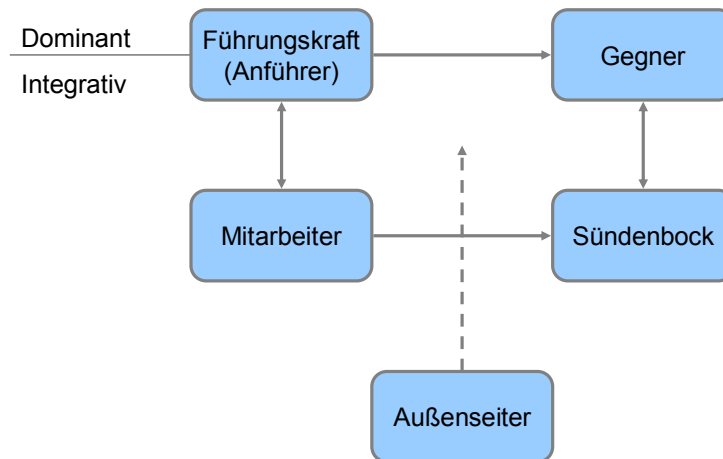 Dominant
Integrativ
Führungskraft
(Anführer)
Gegner
Mitarbeiter
Sündenbock
Außenseiter